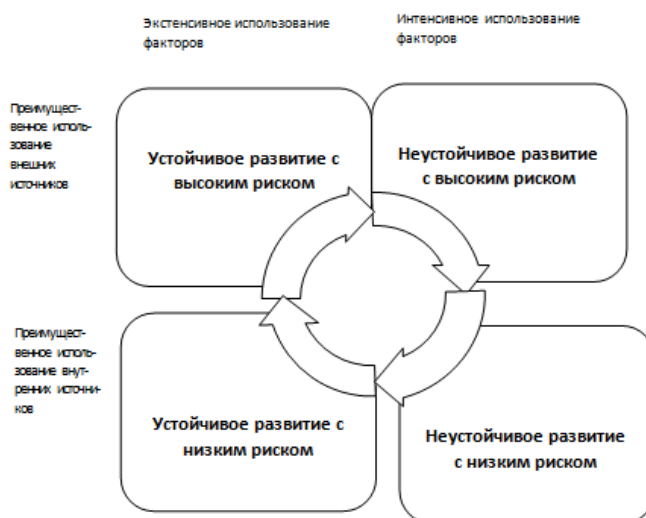 Экстенсивное использование
факторов
Интенсивное использование
факторов
Преимущест-
венное исполь-
зование
внешних
источников
Устойчивое развитие с
высоким риском
Неустойчивое развитие
с высоким риском
Преимущест-
венное исполь-
зование внут-
ренних источни-
ков
Устойчивое развитие с
низким риском
Неустойчивое развитие
с низким риском